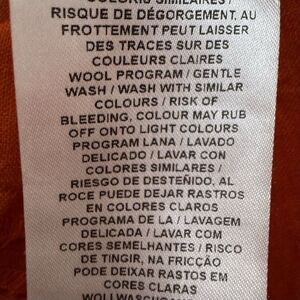 COLORIS SIMILAIRES /
RISQUE DE DÉGORGEMENT. AU
FROTTEMENT PEUT LAISSER
DES TRACES SUR DES
COULEURS CLAIRES
WOOL PROGRAM / GENTLE
WASH / WASH WITH SIMILAR
COLOURS / RISK OF
BLEEDING, COLOUR MAY RUB
OFF ONTO LIGHT COLOURS
PROGRAM LANA / LAVADO
DELICADO / LAVAR CON
COLORES SIMILARES /
RIESGO DE DESTEÑIDO, AL
ROCE PUEDE DEJAR RASTROS
EN COLORES CLAROS
PROGRAMA DE LA / LAVAGEM
DELICADA / LAVAR COM
CORES SEMELHANTES / RISCO
DE TINGIR, NA FRICÇÃO
PODE DEIXAR RASTOS EM
CORES CLARAS